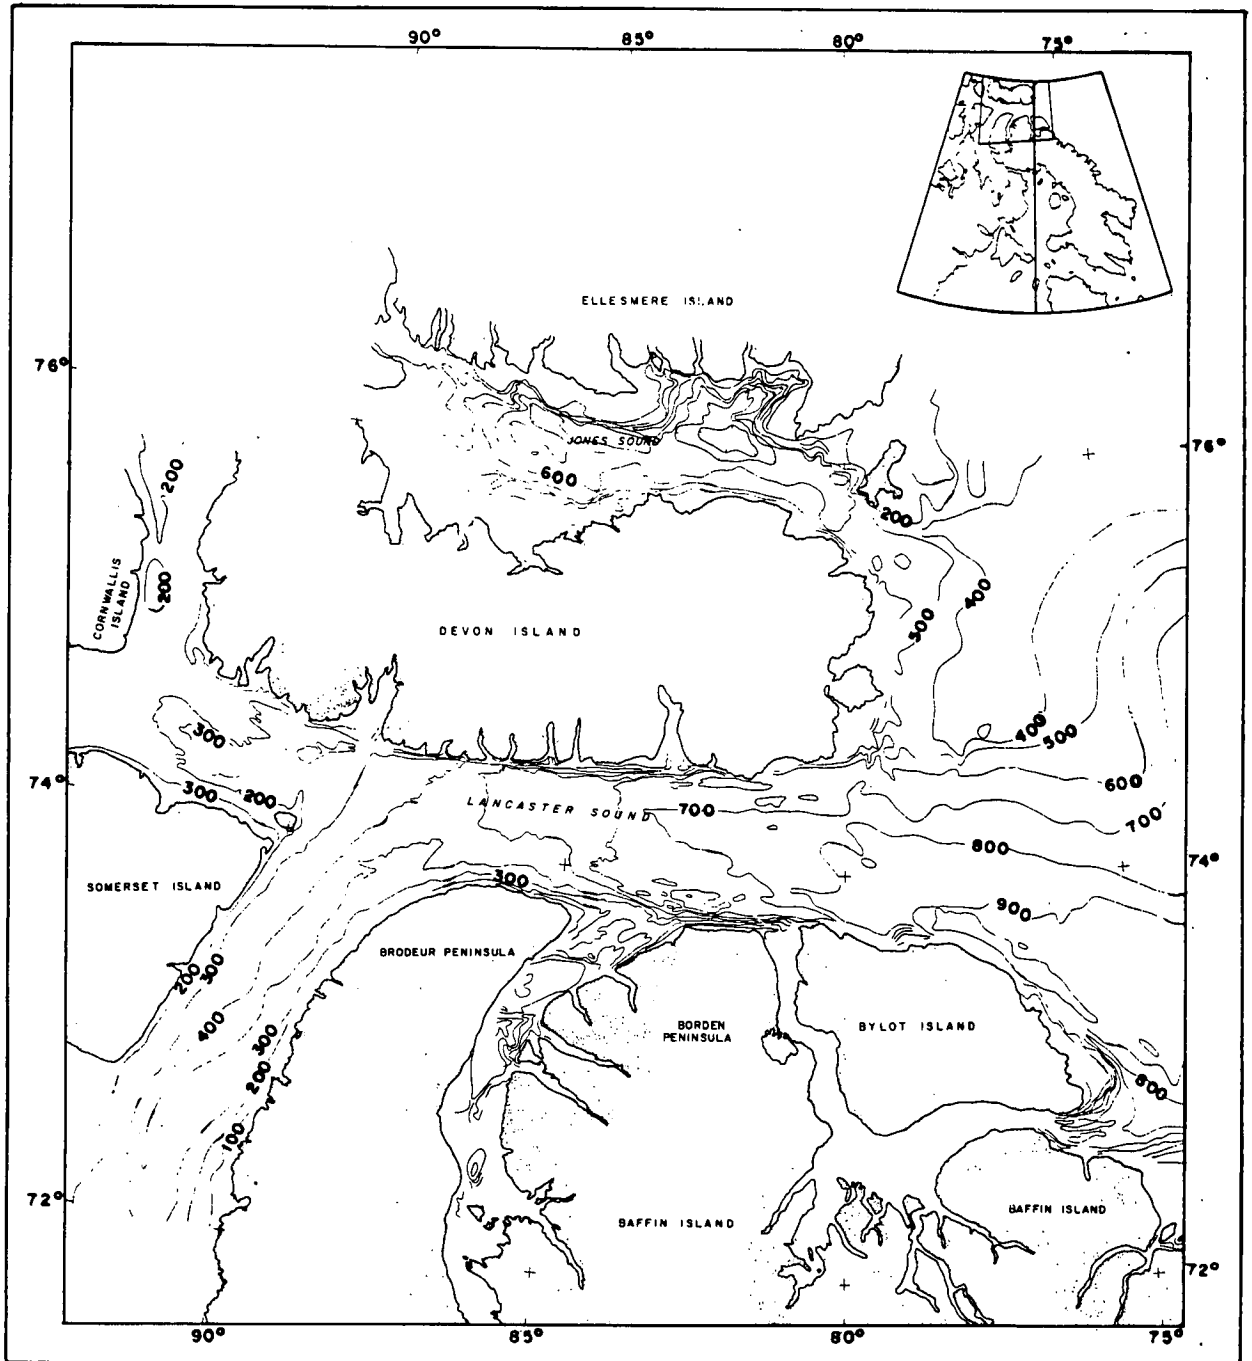 90° 85° 80° 75°
ELLESMERE ISLAND
76°
JONES SOUND
76°
600
200
200
CORNWALLIS
ISLAND
200
400
500
DEVON ISLAND
300
400
500
74°
300
200
LANCASTER SOUND
700
600
700
800
74°
300
SOMERSET ISLAND
900
BRODEUR PENINSULA
200
300
400
300
200
100
BORDEN
PENINSULA
BYLOT ISLAND
800
72°
BAFFIN ISLAND
BAFFIN ISLAND
72°
90° 85° 80° 75°